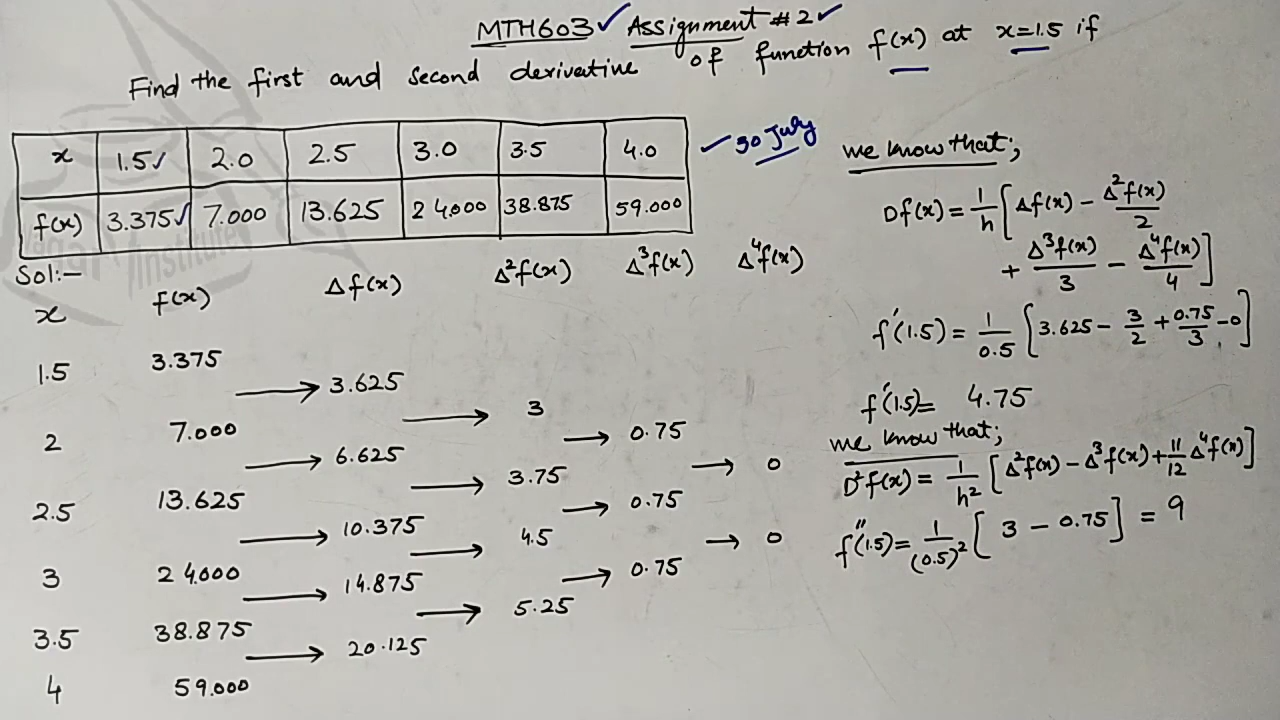 MTH603 ✓ Assignment # 2 ✓
Find the first and second derivative of function f(x) at x=1.5 if
x 1.5✓ 2.0 2.5 3.0 3.5 4.0
f(x) 3.375✓ 7.000 13.625 24.000 38.875 59.000
✓ 30 July
Sol:-
x f(x) Δf(x) Δ²f(x) Δ³f(x) Δ⁴f(x)
1.5 3.375
→ 3.625
→ 3
2 7.000 → 0.75
→ 6.625 → 0
→ 3.75
2.5 13.625 → 0.75
→ 10.375 → 0
→ 4.5
3 24.000 → 0.75
→ 14.875
→ 5.25
3.5 38.875
→ 20.125
4 59.000
we know that;
Df(x) = 1/h [Δf(x) - Δ²f(x)/2
+ Δ³f(x)/3 - Δ⁴f(x)/4]
f'(1.5) = 1/0.5 [3.625 - 3/2 + 0.75/3 - 0]
f'(1.5) = 4.75
we know that;
D²f(x) = 1/h² [Δ²f(x) - Δ³f(x) + 11/12 Δ⁴f(x)]
f''(1.5) = 1/(0.5)² [3 - 0.75] = 9
Institute